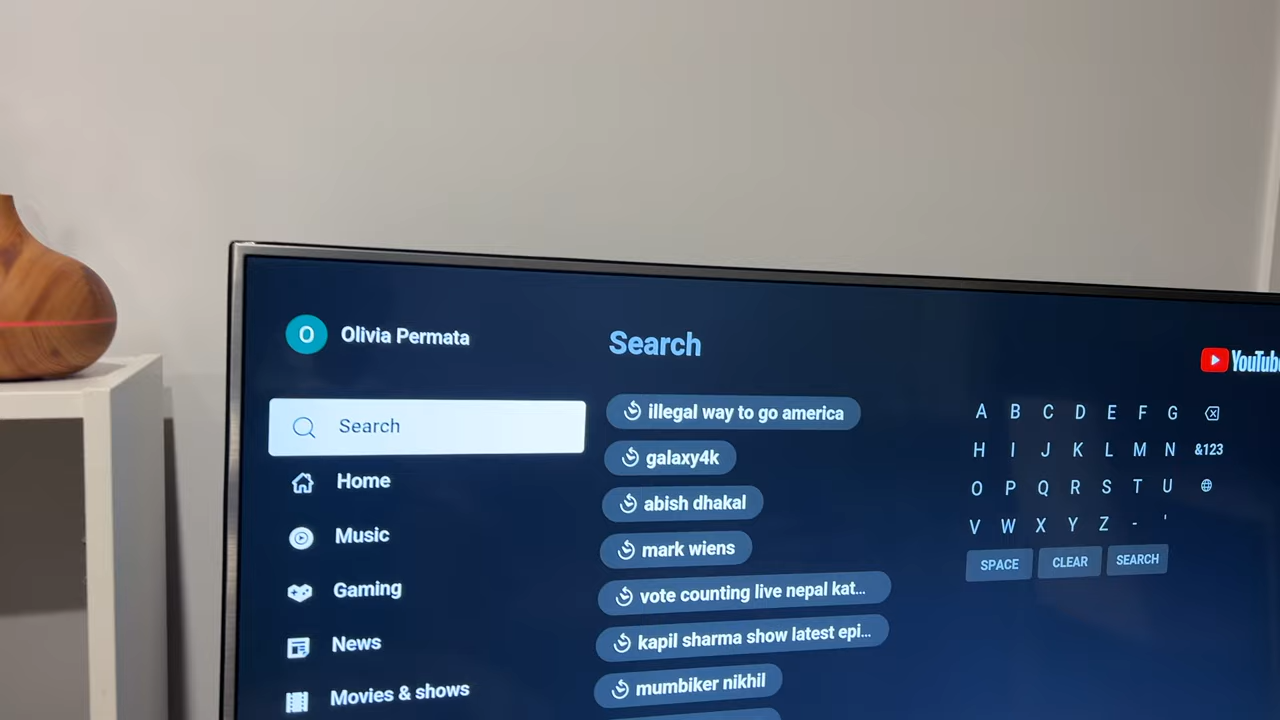 O Olivia Permata
Search
Home
Music
Gaming
News
Movies & shows
Search
illegal way to go america
galaxy4k
abish dhakal
mark wiens
vote counting live nepal kat...
kapil sharma show latest epi...
mumbiker nikhil
YouTube
A B C D E F G
H I J K L M N &123
O P Q R S T U
V W X Y Z - '
SPACE CLEAR SEARCH